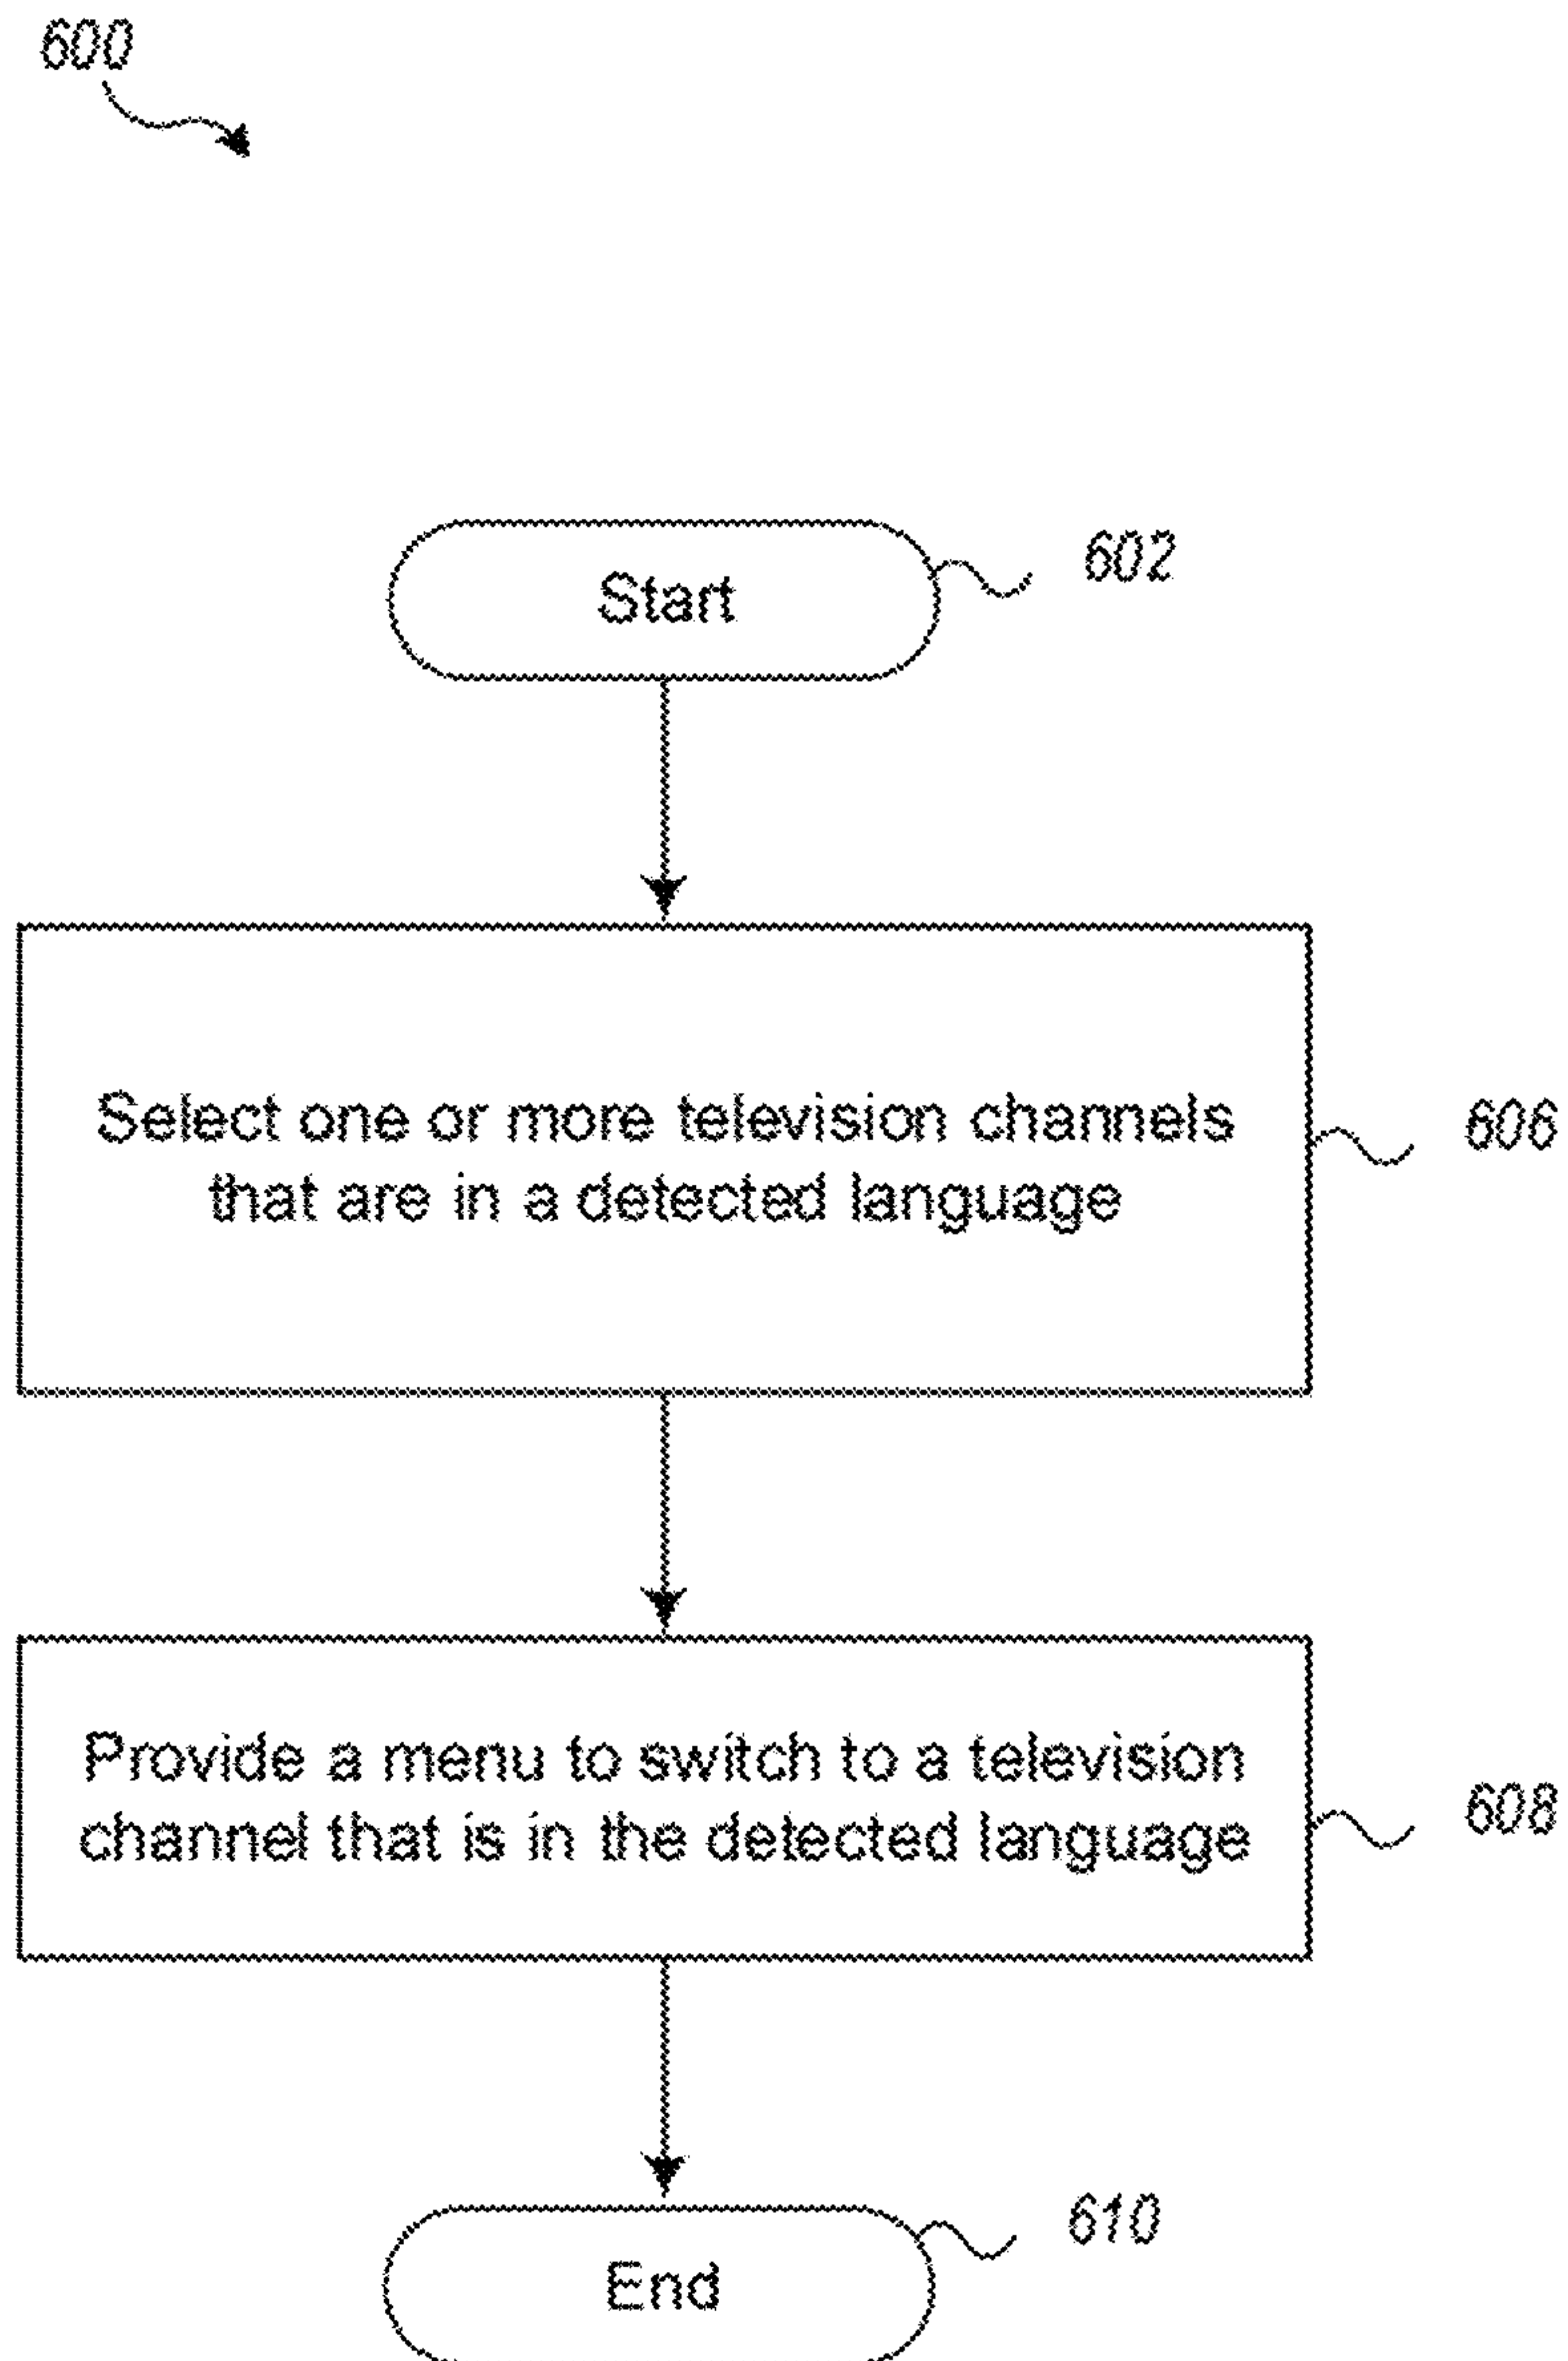 600
Start
602
Select one or more television channels
that are in a detected language
606
Provide a menu to switch to a television
channel that is in the detected language
608
610
End